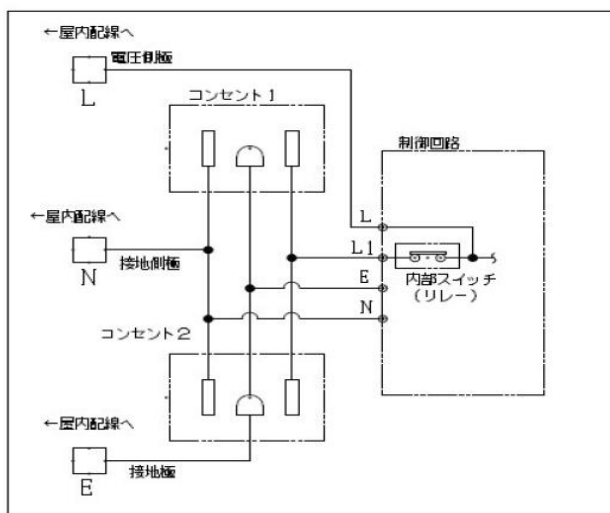 ←屋内配線へ
電圧側極
L
コンセント1
制御回路
←屋内配線へ
L
N
接地側極
L1
E
内部スイッチ
(リレー)
N
コンセント2
←屋内配線へ
E
接地極